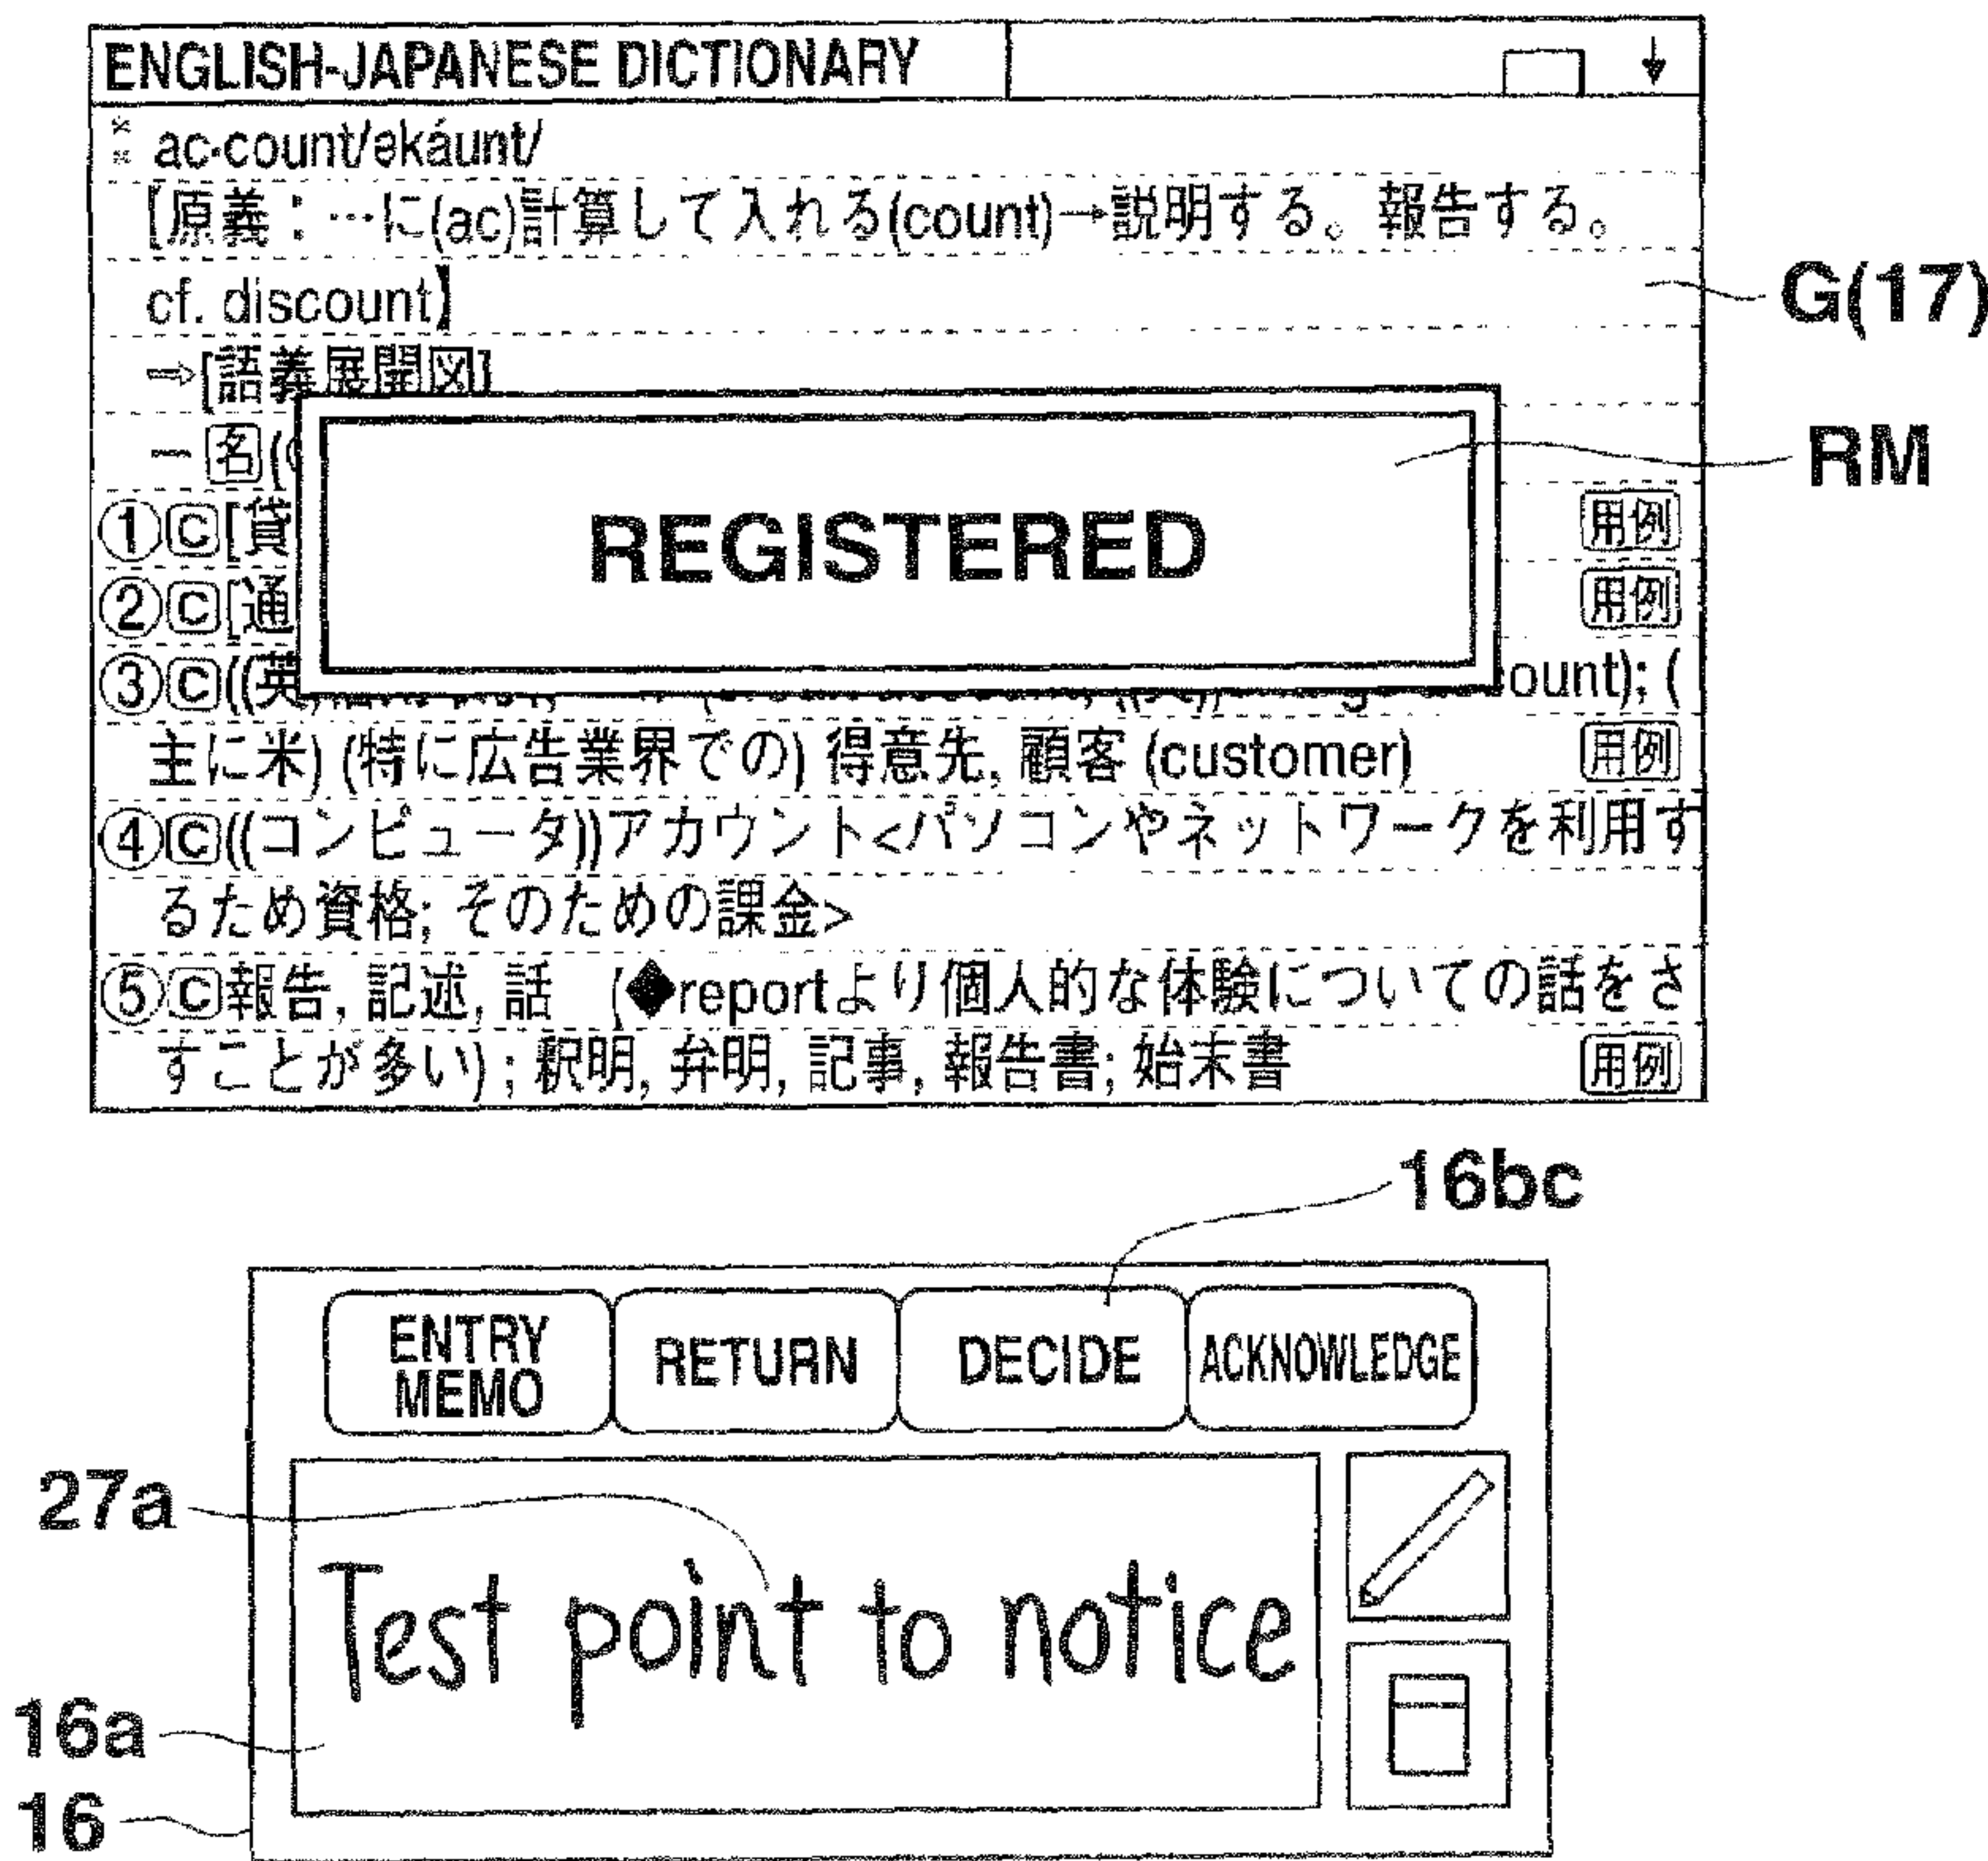 ENGLISH-JAPANESE DICTIONARY ↓
ac·count/əkáunt/
[原義：…に(ac)計算して入れる(count)→説明する。報告する。
cf. discount】
G(17)
⇒[語義展開図]
RM
ー名(
①C[貸
REGISTERED
用例
②C[通
用例
③C((英
ount); (
主に米) (特に広告業界での) 得意先, 顧客 (customer) 用例
④C((コンピュータ))アカウント<パソコンやネットワークを利用す
るため資格; そのための課金>
⑤C報告, 記述, 話 (◆reportより個人的な体験についての話をさ
すことが多い) ; 釈明, 弁明, 記事, 報告書; 始末書 用例
16bc
ENTRY
MEMO
RETURN
DECIDE
ACKNOWLEDGE
27a
Test point to notice
16a
16